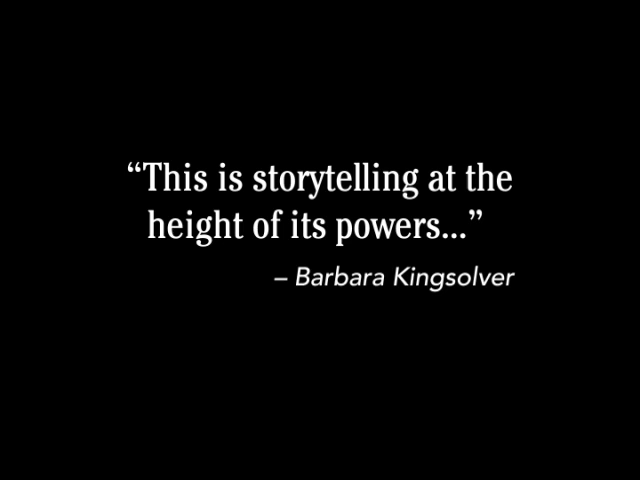 “This is storytelling at the
height of its powers...”
– Barbara Kingsolver